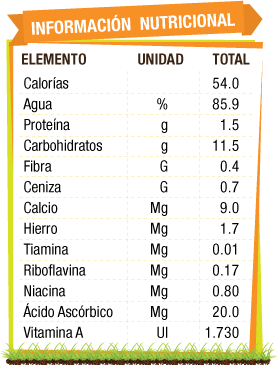 INFORMACIÓN NUTRICIONAL
ELEMENTO UNIDAD TOTAL
Calorías 54.0
Agua % 85.9
Proteína g 1.5
Carbohidratos g 11.5
Fibra G 0.4
Ceniza G 0.7
Calcio Mg 9.0
Hierro Mg 1.7
Tiamina Mg 0.01
Riboflavina Mg 0.17
Niacina Mg 0.80
Ácido Ascórbico Mg 20.0
Vitamina A UI 1.730